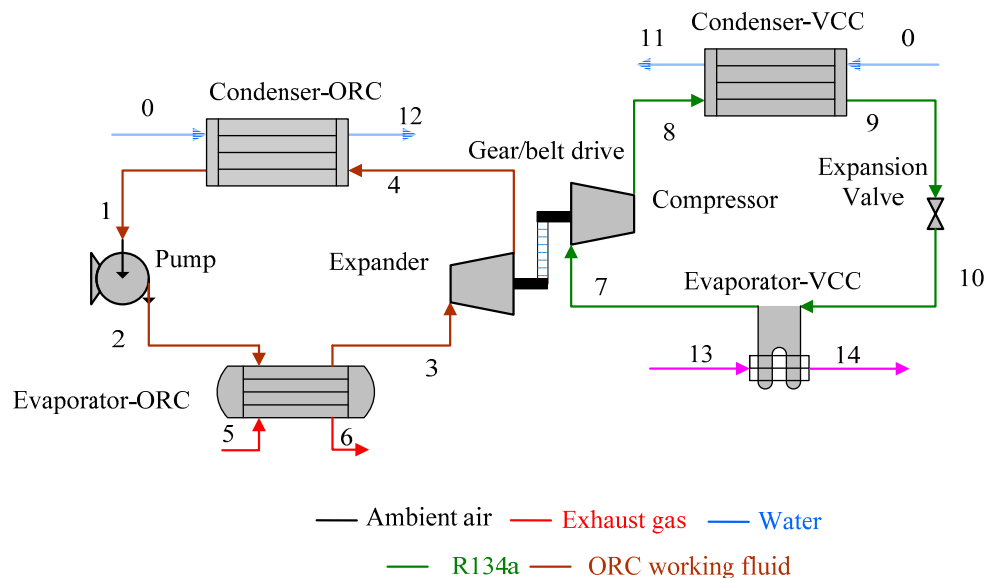 Condenser-VCC
11
0
Condenser-ORC
0
12
8
9
Gear/belt drive
4
Expansion
Valve
Compressor
1
Pump
Expander
Evaporator-VCC
7
10
2
3
13
14
Evaporator-ORC
5
6
Ambient air
Exhaust gas
Water
R134a
ORC working fluid